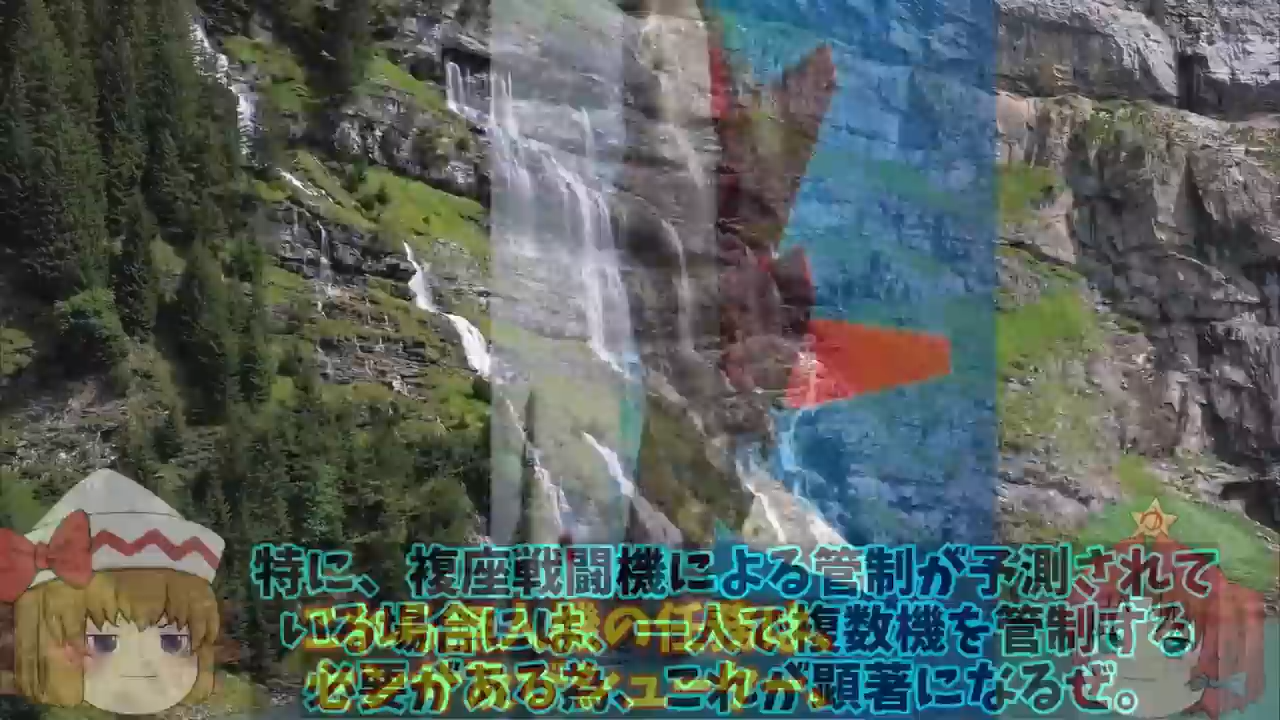 特に、複座戦闘機による管制が予測されて
いる場合には、一人で複数機を管制する
必要がある為、これが顕著になるぜ。